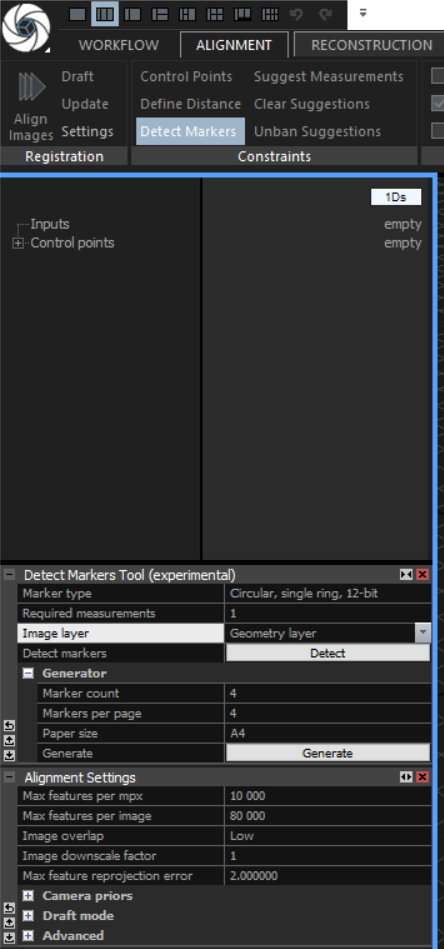 WORKFLOW ALIGNMENT RECONSTRUCTION
Draft Control Points Suggest Measurements
Update Define Distance Clear Suggestions
Align Images Settings Detect Markers Unban Suggestions
Registration Constraints
1Ds
Inputs empty
Control points empty
Detect Markers Tool (experimental)
Marker type Circular, single ring, 12-bit
Required measurements 1
Image layer Geometry layer
Detect markers Detect
Generator
Marker count 4
Markers per page 4
Paper size A4
Generate Generate
Alignment Settings
Max features per mpx 10 000
Max features per image 80 000
Image overlap Low
Image downscale factor 1
Max feature reprojection error 2.000000
Camera priors
Draft mode
Advanced